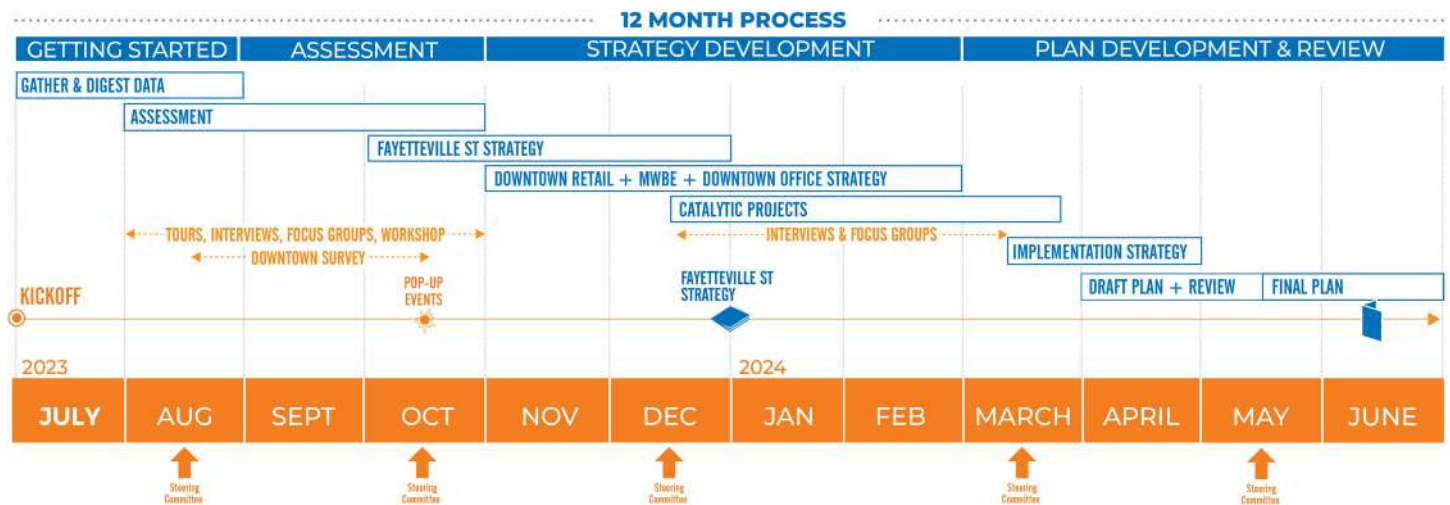 12 MONTH PROCESS
GETTING STARTED
ASSESSMENT
STRATEGY DEVELOPMENT
PLAN DEVELOPMENT & REVIEW
GATHER & DIGEST DATA
ASSESSMENT
FAYETTEVILLE ST STRATEGY
DOWNTOWN RETAIL + MWBE + DOWNTOWN OFFICE STRATEGY
CATALYTIC PROJECTS
TOURS, INTERVIEWS, FOCUS GROUPS, WORKSHOP
INTERVIEWS & FOCUS GROUPS
IMPLEMENTATION STRATEGY
DOWNTOWN SURVEY
POP-UP
EVENTS
FAYETTEVILLE ST
STRATEGY
DRAFT PLAN + REVIEW
FINAL PLAN
KICKOFF
2023
2024
JULY
AUG
SEPT
OCT
NOV
DEC
JAN
FEB
MARCH
APRIL
MAY
JUNE
Steering
Committee
Steering
Committee
Steering
Committee
Steering
Committee
Steering
Committee